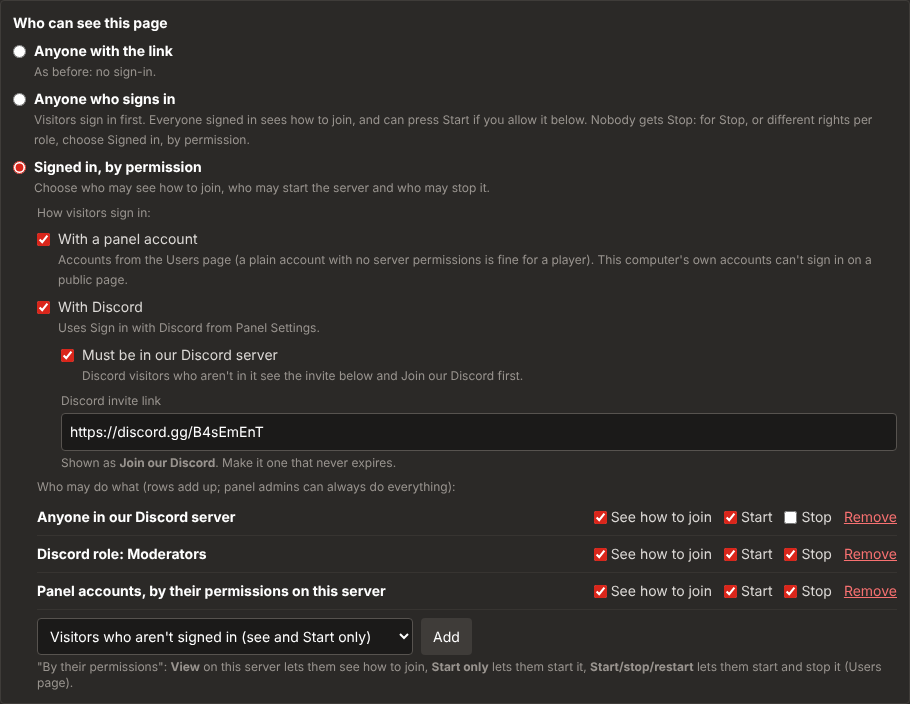 Who can see this page
Anyone with the link
As before: no sign-in.
Anyone who signs in
Visitors sign in first. Everyone signed in sees how to join, and can press Start if you allow it below. Nobody gets Stop: for Stop, or different rights per
role, choose Signed in, by permission.
Signed in, by permission
Choose who may see how to join, who may start the server and who may stop it.
How visitors sign in:
With a panel account
Accounts from the Users page (a plain account with no server permissions is fine for a player). This computer's own accounts can't sign in on a
public page.
With Discord
Uses Sign in with Discord from Panel Settings.
Must be in our Discord server
Discord visitors who aren't in it see the invite below and Join our Discord first.
Discord invite link
https://discord.gg/B4sEmEnT
Shown as Join our Discord. Make it one that never expires.
Who may do what (rows add up; panel admins can always do everything):
Anyone in our Discord server See how to join Start Stop Remove
Discord role: Moderators See how to join Start Stop Remove
Panel accounts, by their permissions on this server See how to join Start Stop Remove
Visitors who aren't signed in (see and Start only) Add
"By their permissions": View on this server lets them see how to join, Start only lets them start it, Start/stop/restart lets them start and stop it (Users
page).